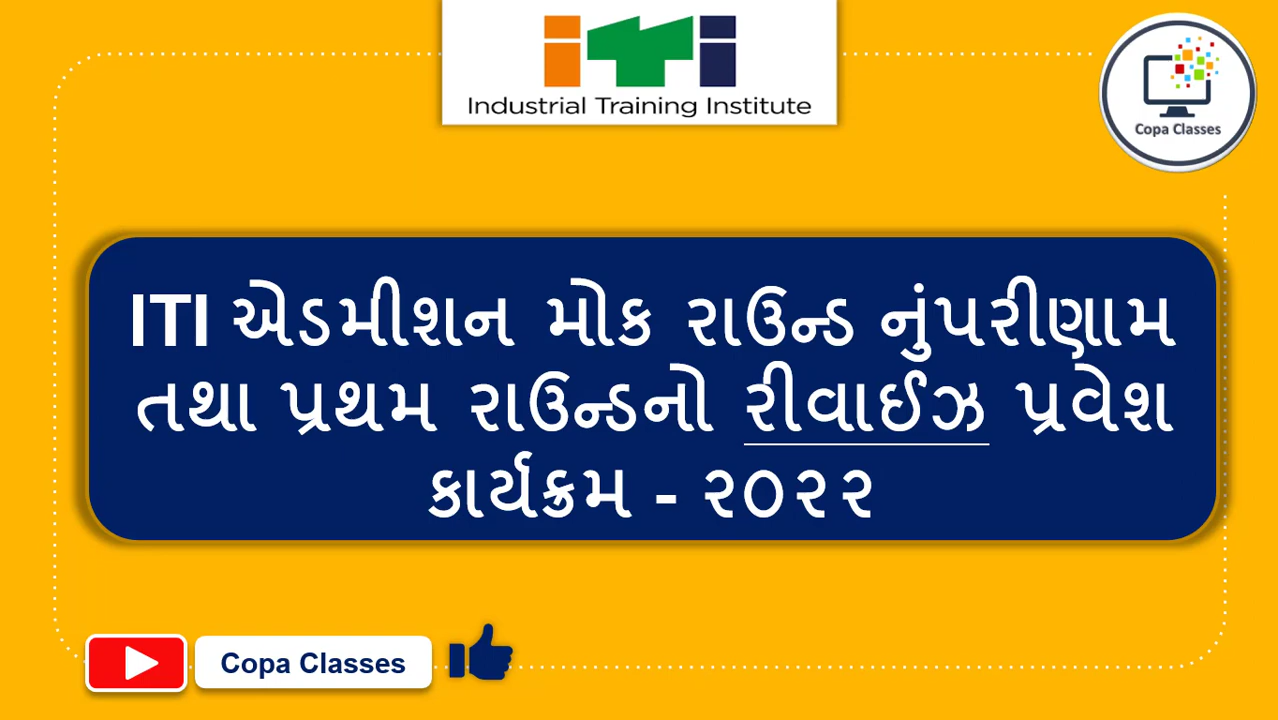 iTi
Industrial Training Institute
Copa Classes
ITI એડમીશન મોક રાઉન્ડ નુંપરીણામ
તથા પ્રથમ રાઉન્ડનો રીવાઈઝ પ્રવેશ
કાર્યક્રમ - ૨૦૨૨
Copa Classes